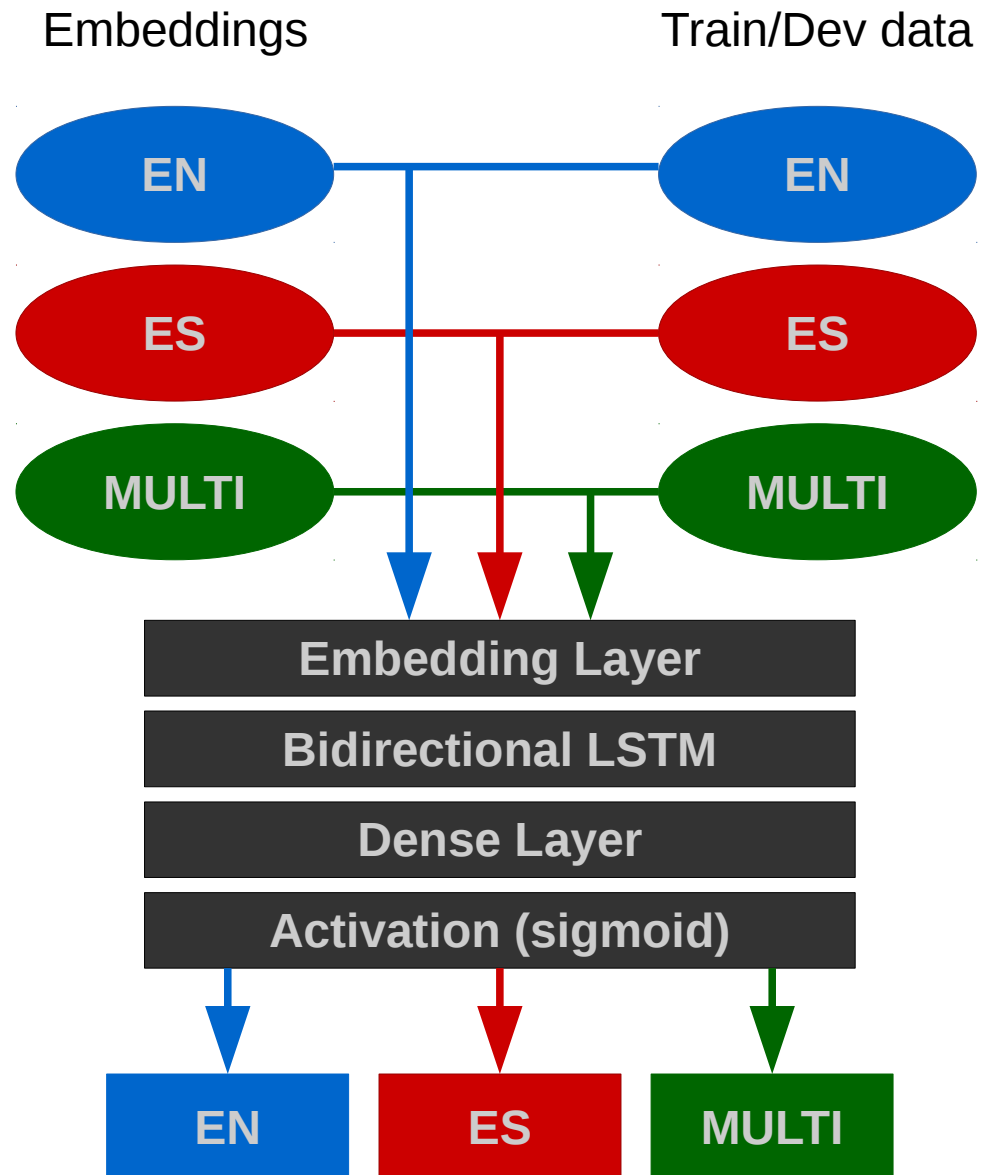 Embeddings Train/Dev data
EN EN
ES ES
MULTI MULTI
Embedding Layer
Bidirectional LSTM
Dense Layer
Activation (sigmoid)
EN ES MULTI